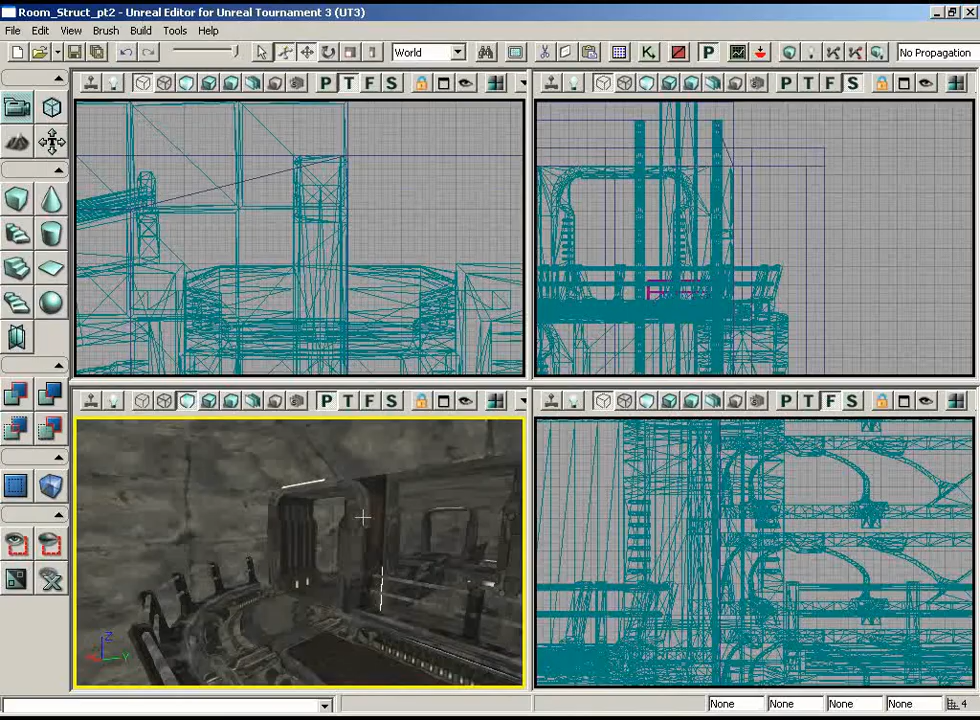 Room_Struct_pt2 - Unreal Editor for Unreal Tournament 3 (UT3)
File Edit View Brush Build Tools Help
World P No Propagation
P T F S
P T F S
P T F S
P T F S
Z
X Y
None None None None 4